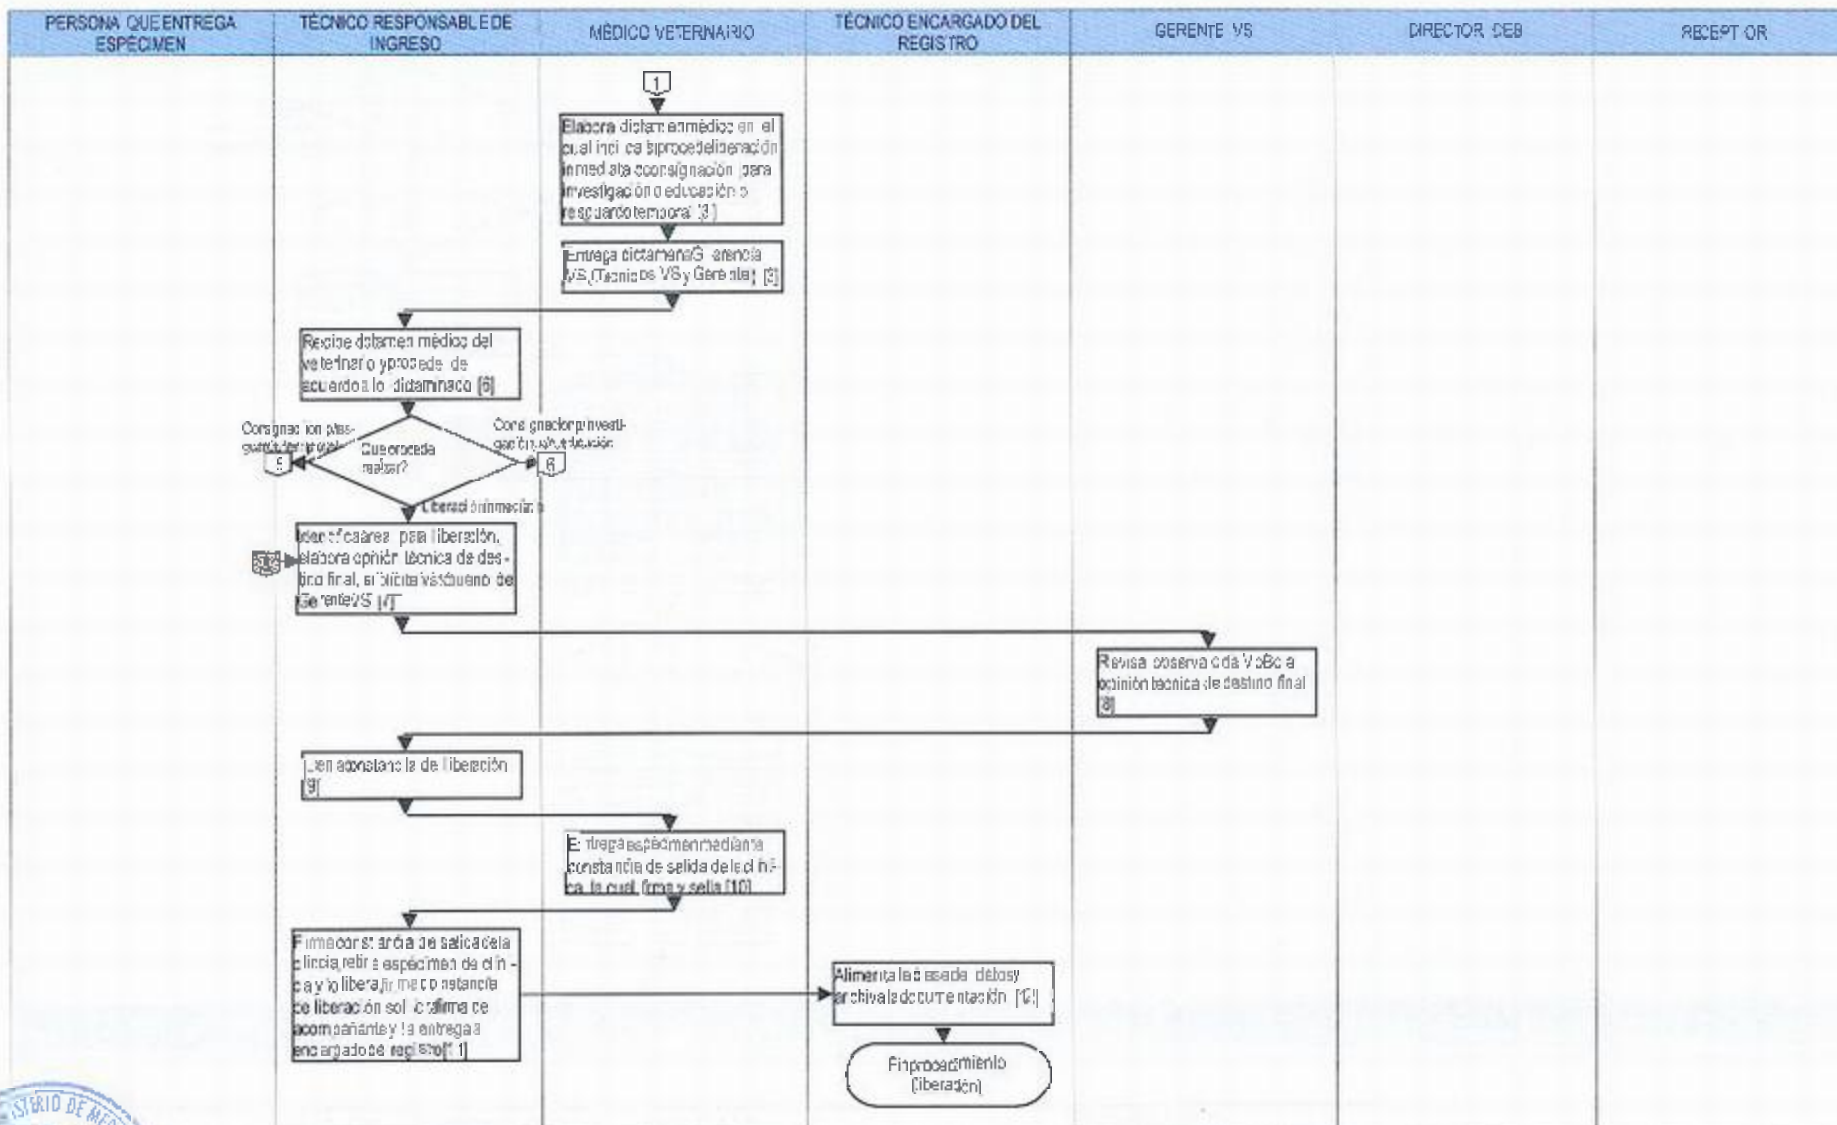 PERSONA QUE ENTREGA
ESPÉCIMEN
TÉCNICO RESPONSABLE DE
INGRESO
MÉDICO VETERINARIO
TÉCNICO ENCARGADO DEL
REGISTRO
GERENTE VS
DIRECTOR
RECEPTOR
1
Elabora dictamen médico en el
cual indica si procede liberación
inmediata o consignación para
investigación o educación o
resguardo temporal
Entrega dictamen a Gerencia
VS (Técnicos VS y Gerente)
Recibe dictamen médico del
veterinario y procede de
acuerdo a lo dictaminado [6]
Consignación
Consignación p/investi-
gación
Que procede
realizar?
5
6
Liberación inmediata
Identifica área para liberación,
elabora opinión técnica de des-
tino final, solicita visto bueno de
Gerente VS [7]
Revisa, observa o da VoBo a
opinión técnica de destino final
[8]
constancia de liberación
[9]
Entrega espécimen mediante
constancia de salida de la clíni-
ca, la cual firma y sella [10]
Firma constancia de salida de la
clincia, retira espécimen de clíni-
ca y lo libera, firma constancia
de liberación solicita firma de
acompañante y la entrega a
encargado de registro [11]
Alimenta la base de datos y
archiva la documentación [12]
Fin procedimiento
(liberación)